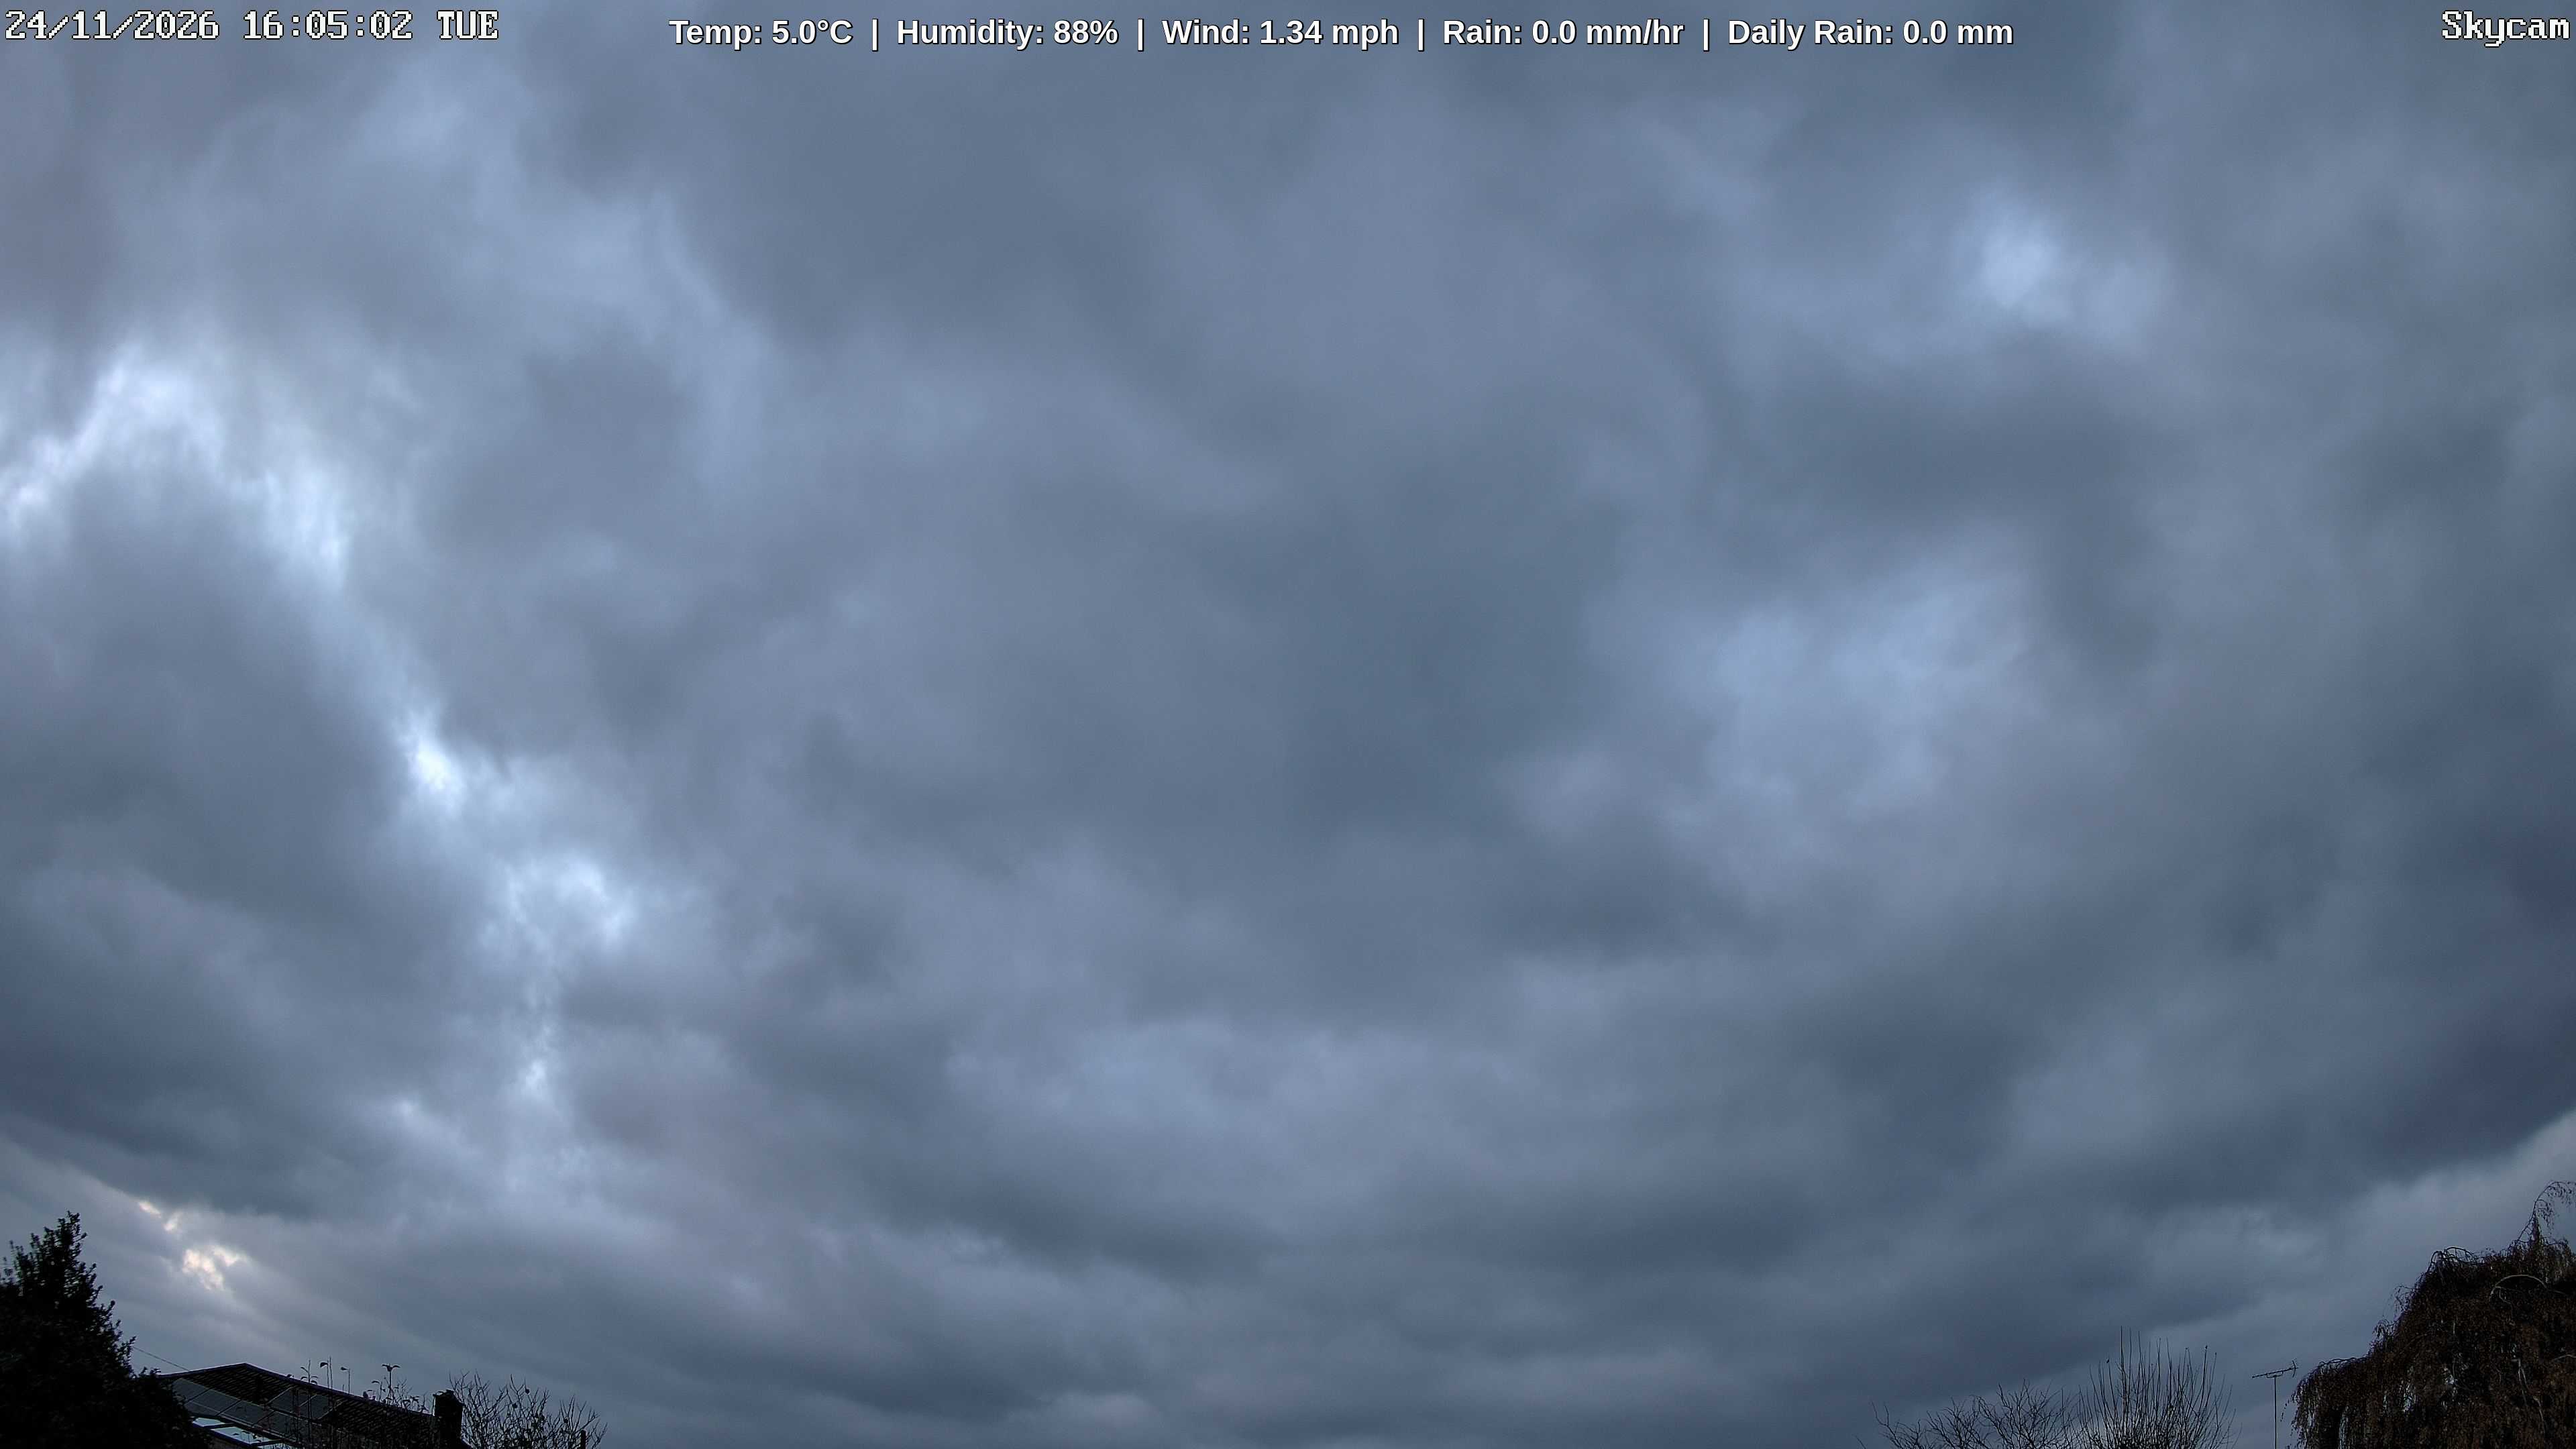 24/11/2026 16:05:02 TUE
Temp: 5.0°C | Humidity: 88% | Wind: 1.34 mph | Rain: 0.0 mm/hr | Daily Rain: 0.0 mm
Skycam